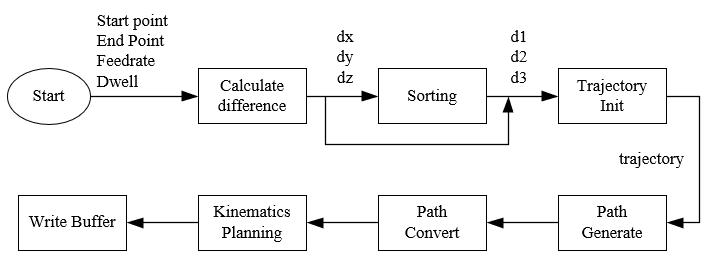 Start point
End Point
Feedrate
Dwell
Start
Calculate
difference
dx
dy
dz
Sorting
d1
d2
d3
Trajectory
Init
trajectory
Write Buffer
Kinematics
Planning
Path
Convert
Path
Generate